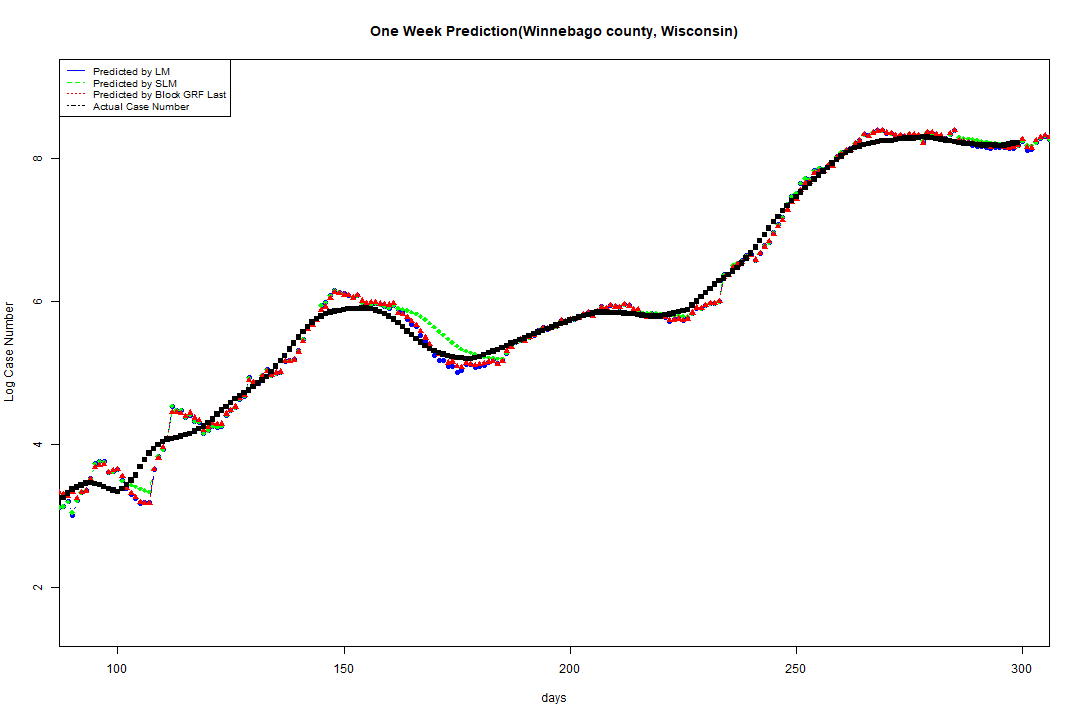 One Week Prediction(Winnebago county, Wisconsin)
Predicted by LM
Predicted by SLM
Predicted by Block GRF Last
Actual Case Number
8
6
4
2
Log Case Number
100 150 200 250 300
days